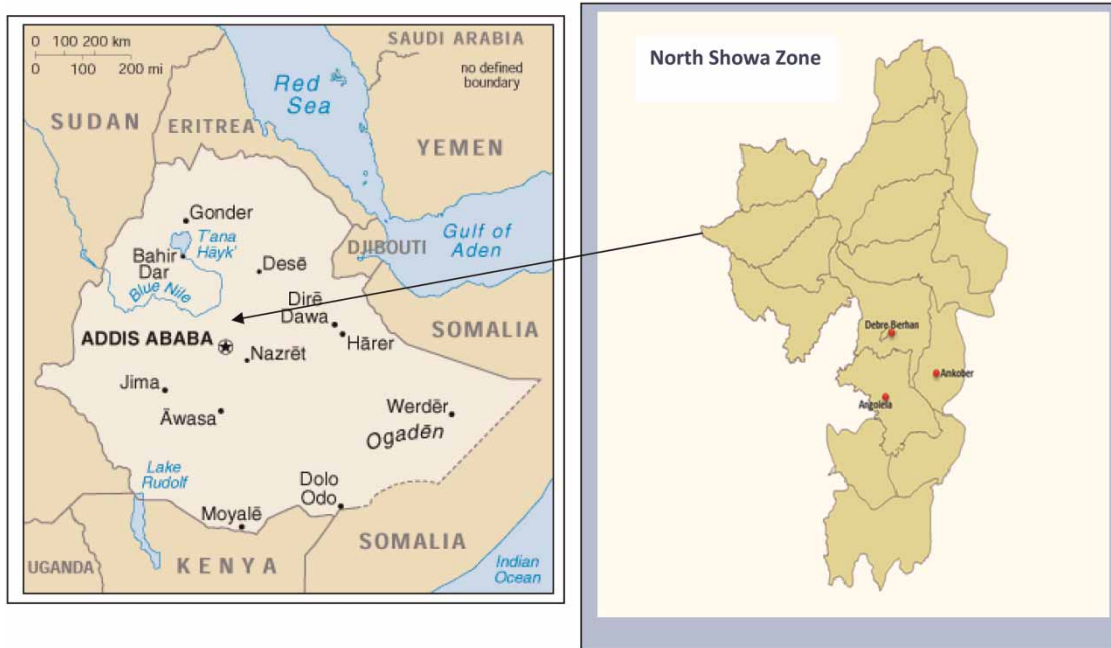 0 100 200 km
0 100 200 mi
SAUDI ARABIA
no defined
boundary
Red
Sea
SUDAN
ERITREA
YEMEN
Gonder
T'ana
Hāyk'
Bahir
Dar
Blue Nile
Desē
DJIBOUTI
Gulf of
Aden
Dirē
Dawa
ADDIS ABABA
Hārer
SOMALIA
Nazrēt
Jima
Āwasa
Werdēr
Ogadēn
Lake
Rudolf
Dolo
Odo
Moyalē
SOMALIA
UGANDA
KENYA
Indian
Ocean
North Showa Zone
Debre Berhan
Ankober
Angolela